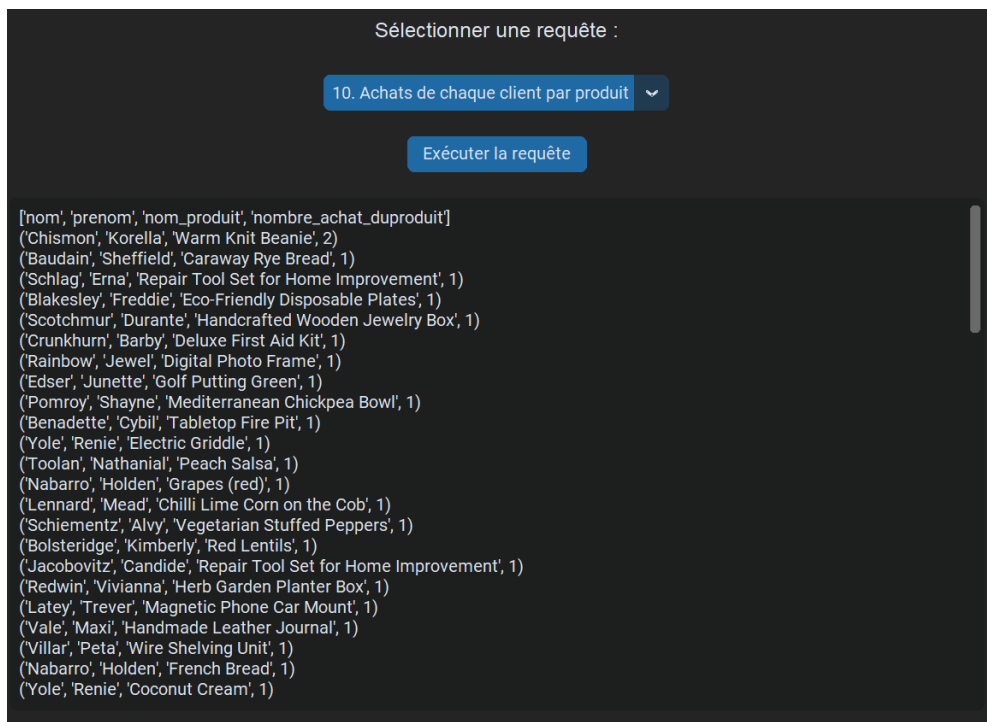 Sélectionner une requête :
10. Achats de chaque client par produit
Exécuter la requête
['nom', 'prenom', 'nom_produit', 'nombre_achat_duproduit']
('Chismon', 'Korella', 'Warm Knit Beanie', 2)
('Baudain', 'Sheffield', 'Caraway Rye Bread', 1)
('Schlag', 'Erna', 'Repair Tool Set for Home Improvement', 1)
('Blakesley', 'Freddie', 'Eco-Friendly Disposable Plates', 1)
('Scotchmur', 'Durante', 'Handcrafted Wooden Jewelry Box', 1)
('Crunkhurn', 'Barby', 'Deluxe First Aid Kit', 1)
('Rainbow', 'Jewel', 'Digital Photo Frame', 1)
('Edser', 'Junette', 'Golf Putting Green', 1)
('Pomroy', 'Shayne', 'Mediterranean Chickpea Bowl', 1)
('Benadette', 'Cybil', 'Tabletop Fire Pit', 1)
('Yole', 'Renie', 'Electric Griddle', 1)
('Toolan', 'Nathanial', 'Peach Salsa', 1)
('Nabarro', 'Holden', 'Grapes (red)', 1)
('Lennard', 'Mead', 'Chilli Lime Corn on the Cob', 1)
('Schiementz', 'Alvy', 'Vegetarian Stuffed Peppers', 1)
('Bolsteridge', 'Kimberly', 'Red Lentils', 1)
('Jacobovitz', 'Candide', 'Repair Tool Set for Home Improvement', 1)
('Redwin', 'Vivianna', 'Herb Garden Planter Box', 1)
('Latey', 'Trever', 'Magnetic Phone Car Mount', 1)
('Vale', 'Maxi', 'Handmade Leather Journal', 1)
('Villar', 'Peta', 'Wire Shelving Unit', 1)
('Nabarro', 'Holden', 'French Bread', 1)
('Yole', 'Renie', 'Coconut Cream', 1)